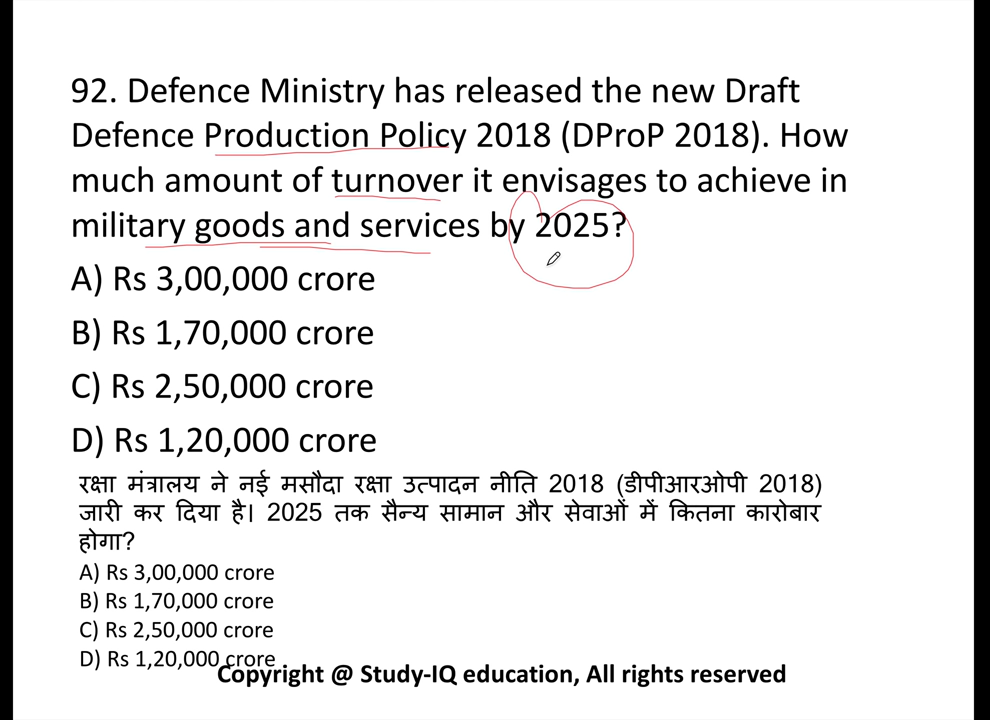 92. Defence Ministry has released the new Draft
Defence Production Policy 2018 (DProP 2018). How
much amount of turnover it envisages to achieve in
military goods and services by 2025?
A) Rs 3,00,000 crore
B) Rs 1,70,000 crore
C) Rs 2,50,000 crore
D) Rs 1,20,000 crore
रक्षा मंत्रालय ने नई मसौदा रक्षा उत्पादन नीति 2018 (डीपीआरओपी 2018)
जारी कर दिया है। 2025 तक सैन्य सामान और सेवाओं में कितना कारोबार
होगा?
A) Rs 3,00,000 crore
B) Rs 1,70,000 crore
C) Rs 2,50,000 crore
D) Rs 1,20,000 crore
Copyright @ Study-IQ education, All rights reserved